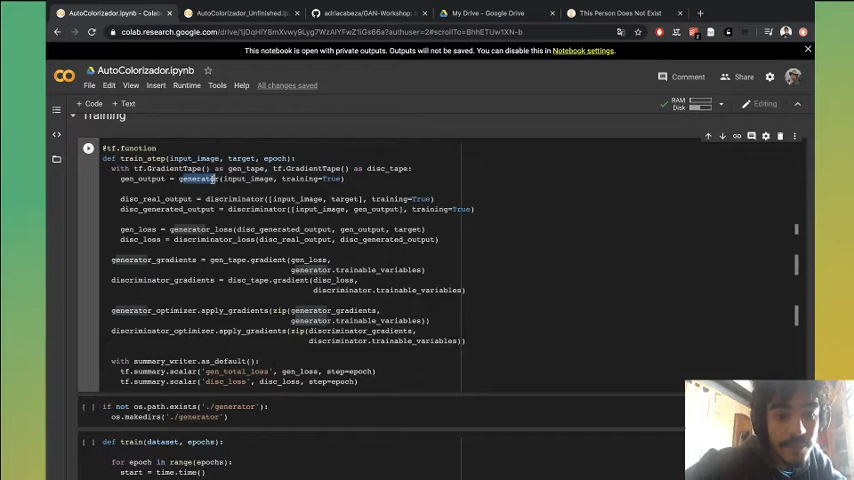 AutoColorizador.ipynb - Colab
AutoColorizador_Unfinished.i
adriacabeza/GAN-Workshop:
My Drive - Google Drive
This Person Does Not Exist
This notebook is open with private outputs. Outputs will not be saved. You can disable this in Notebook settings.
AutoColorizador.ipynb
File Edit View Insert Runtime Tools Help All changes saved
Comment Share
+ Code + Text
RAM
Disk
Editing
Training
@tf.function
def train_step(input_image, target, epoch):
with tf.GradientTape() as gen_tape, tf.GradientTape() as disc_tape:
gen_output = generator(input_image, training=True)
disc_real_output = discriminator([input_image, target], training=True)
disc_generated_output = discriminator([input_image, gen_output], training=True)
gen_loss = generator_loss(disc_generated_output, gen_output, target)
disc_loss = discriminator_loss(disc_real_output, disc_generated_output)
generator_gradients = gen_tape.gradient(gen_loss,
generator.trainable_variables)
discriminator_gradients = disc_tape.gradient(disc_loss,
discriminator.trainable_variables)
generator_optimizer.apply_gradients(zip(generator_gradients,
generator.trainable_variables))
discriminator_optimizer.apply_gradients(zip(discriminator_gradients,
discriminator.trainable_variables))
with summary_writer.as_default():
tf.summary.scalar('gen_total_loss', gen_loss, step=epoch)
tf.summary.scalar('disc_loss', disc_loss, step=epoch)
[ ] if not os.path.exists('./generator'):
os.makedirs('./generator')
[ ] def train(dataset, epochs):
for epoch in range(epochs):
start = time.time()